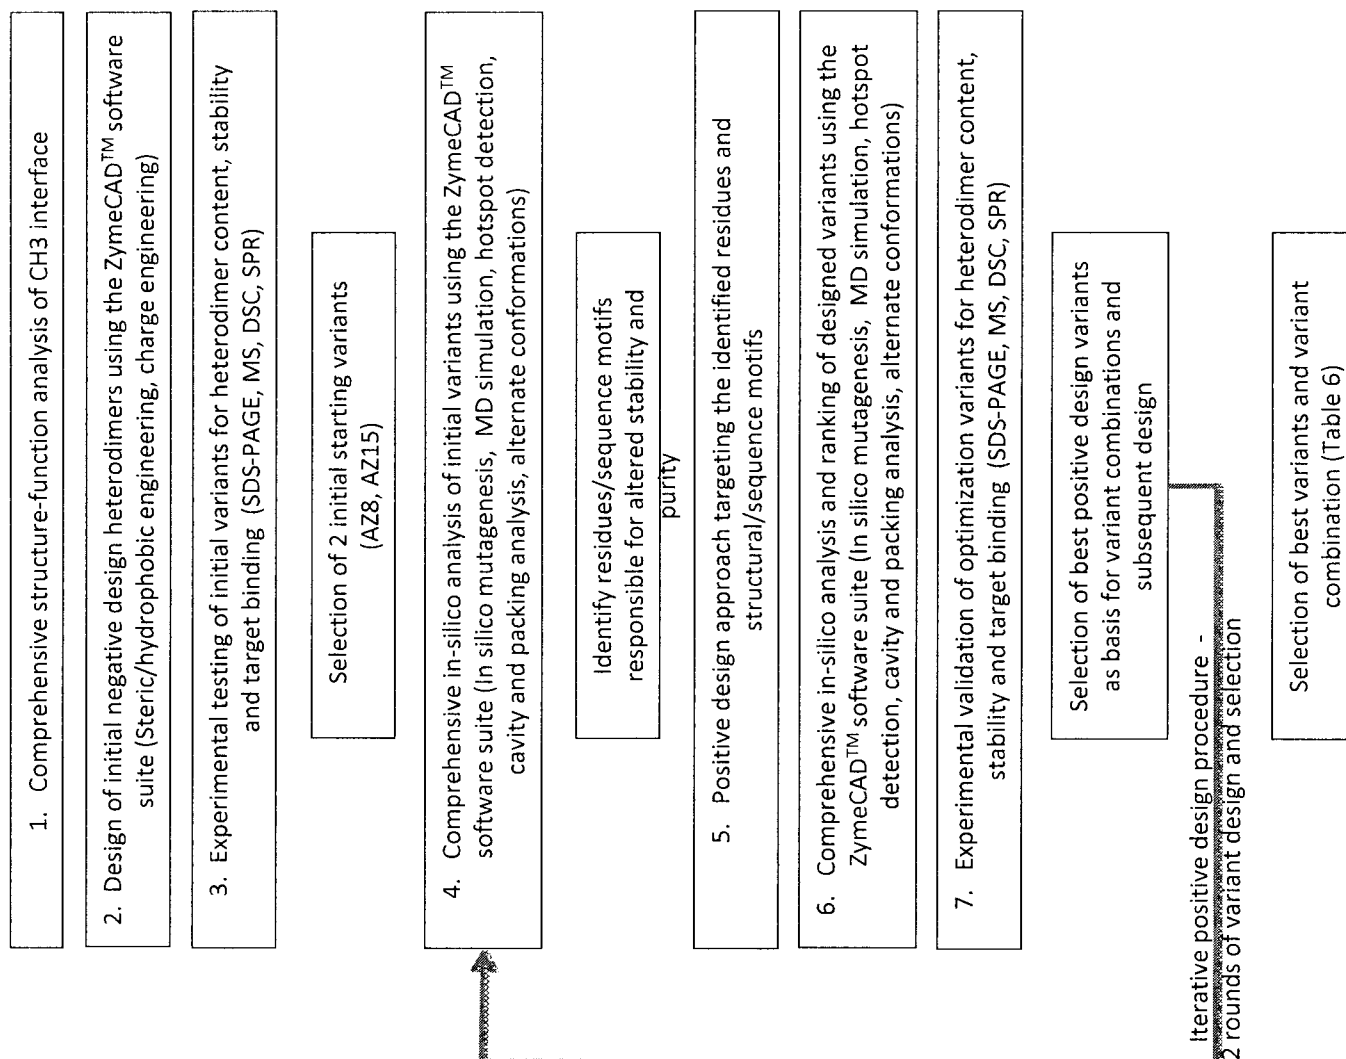 1. Comprehensive structure-function analysis of CH3 interface
2. Design of initial negative design heterodimers using the ZymeCAD™ software
suite (Steric/hydrophobic engineering, charge engineering)
3. Experimental testing of initial variants for heterodimer content, stability
and target binding (SDS-PAGE, MS, DSC, SPR)
Selection of 2 initial starting variants
(AZ8, AZ15)
4. Comprehensive in-silico analysis of initial variants using the ZymeCAD™
software suite (In silico mutagenesis, MD simulation, hotspot detection,
cavity and packing analysis, alternate conformations)
Identify residues/sequence motifs
responsible for altered stability and
purity
5. Positive design approach targeting the identified residues and
structural/sequence motifs
6. Comprehensive in-silico analysis and ranking of designed variants using the
ZymeCAD™ software suite (In silico mutagenesis, MD simulation, hotspot
detection, cavity and packing analysis, alternate conformations)
7. Experimental validation of optimization variants for heterodimer content,
stability and target binding (SDS-PAGE, MS, DSC, SPR)
Selection of best positive design variants
as basis for variant combinations and
subsequent design
Iterative positive design procedure -
2 rounds of variant design and selection
Selection of best variants and variant
combination (Table 6)